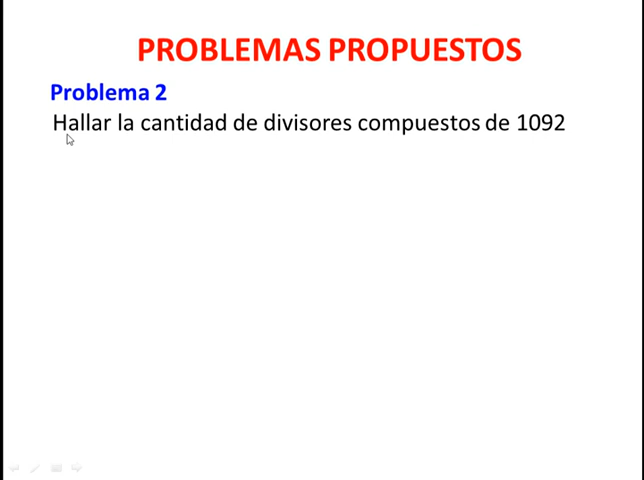 PROBLEMAS PROPUESTOS
Problema 2
Hallar la cantidad de divisores compuestos de 1092